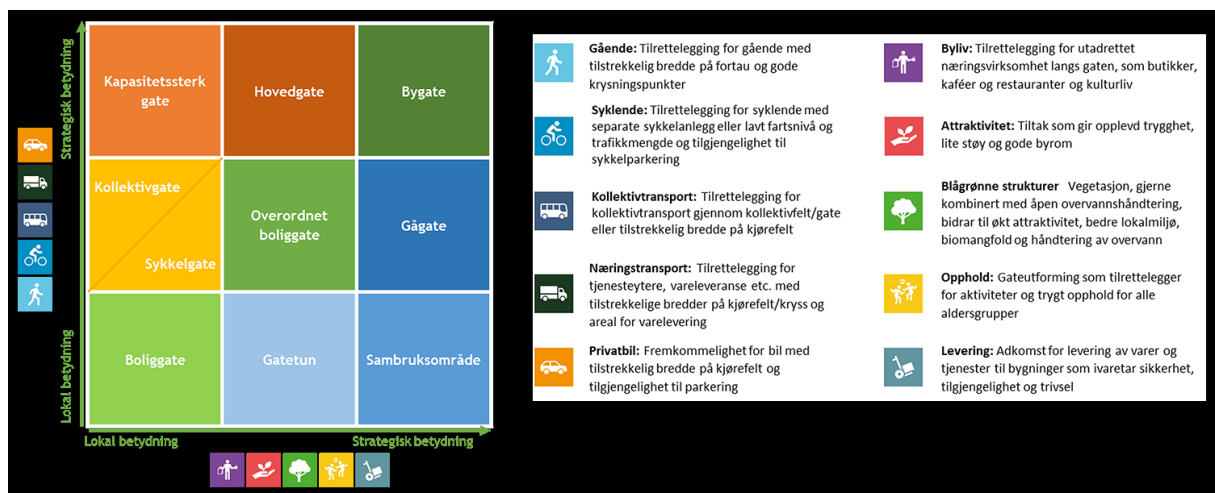 Strategisk betydning
Lokal betydning
Kapasitetssterk
gate
Hovedgate
Bygate
Kollektivgate
Sykkelgate
Overordnet
boliggate
Gågate
Boliggate
Gatetun
Sambruksområde
Lokal betydning
Strategisk betydning
Gående: Tilrettelegging for gående med
tilstrekkelig bredde på fortau og gode
krysningspunkter
Syklende: Tilrettelegging for syklende med
separate sykkelanlegg eller lavt fartsnivå og
trafikkmengde og tilgjengelighet til
sykkelparkering
Kollektivtransport: Tilrettelegging for
kollektivtransport gjennom kollektivfelt/gate
eller tilstrekkelig bredde på kjørefelt
Næringstransport: Tilrettelegging for
tjenesteytere, vareleveranse etc. med
tilstrekkelige bredder på kjørefelt/kryss og
areal for varelevering
Privatbil: Fremkommelighet for bil med
tilstrekkelig bredde på kjørefelt og
tilgjengelighet til parkering
Byliv: Tilrettelegging for utadrettet
næringsvirksomhet langs gaten, som butikker,
kaféer og restauranter og kulturliv
Attraktivitet: Tiltak som gir opplevd trygghet,
lite støy og gode byrom
Blågrønne strukturer Vegetasjon, gjerne
kombinert med åpen overvannshåndtering,
bidrar til økt attraktivitet, bedre lokalmiljø,
biomangfold og håndtering av overvann
Opphold: Gateutforming som tilrettelegger
for aktiviteter og trygt opphold for alle
aldersgrupper
Levering: Adkomst for levering av varer og
tjenester til bygninger som ivaretar sikkerhet,
tilgjengelighet og trivsel